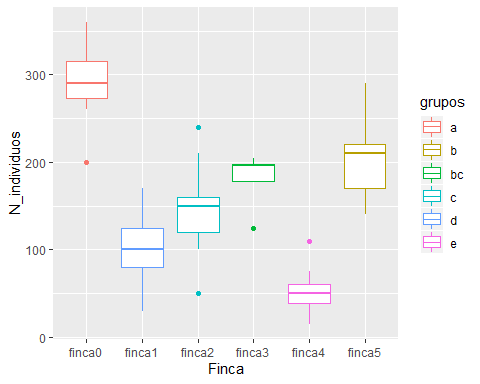 N_individuos
300
200
100
0
finca0 finca1 finca2 finca3 finca4 finca5
Finca
grupos
a
b
bc
c
d
e